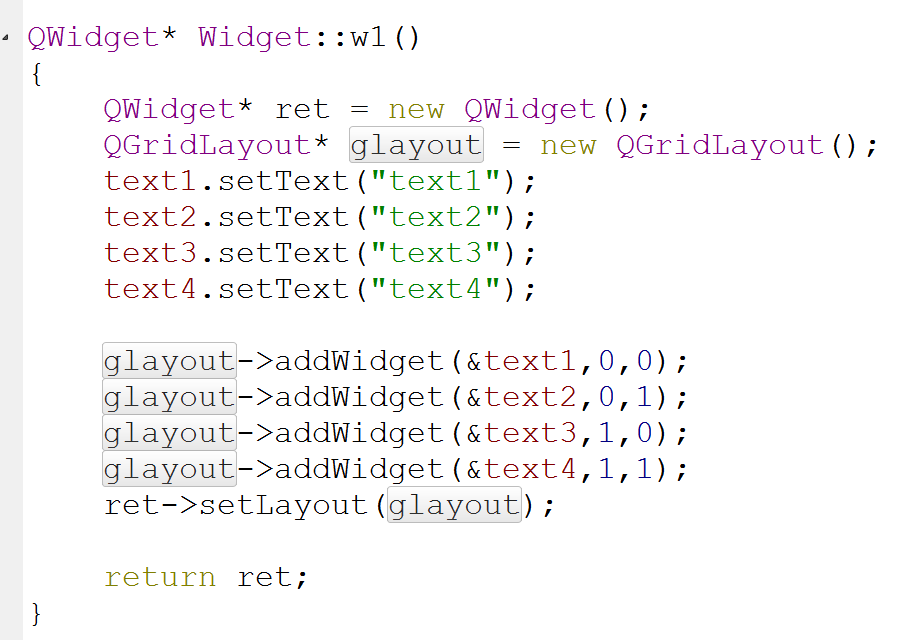 QWidget* Widget::w1()
{
QWidget* ret = new QWidget();
QGridLayout* glayout = new QGridLayout();
text1.setText("text1");
text2.setText("text2");
text3.setText("text3");
text4.setText("text4");
glayout->addWidget(&text1,0,0);
glayout->addWidget(&text2,0,1);
glayout->addWidget(&text3,1,0);
glayout->addWidget(&text4,1,1);
ret->setLayout(glayout);
return ret;
}